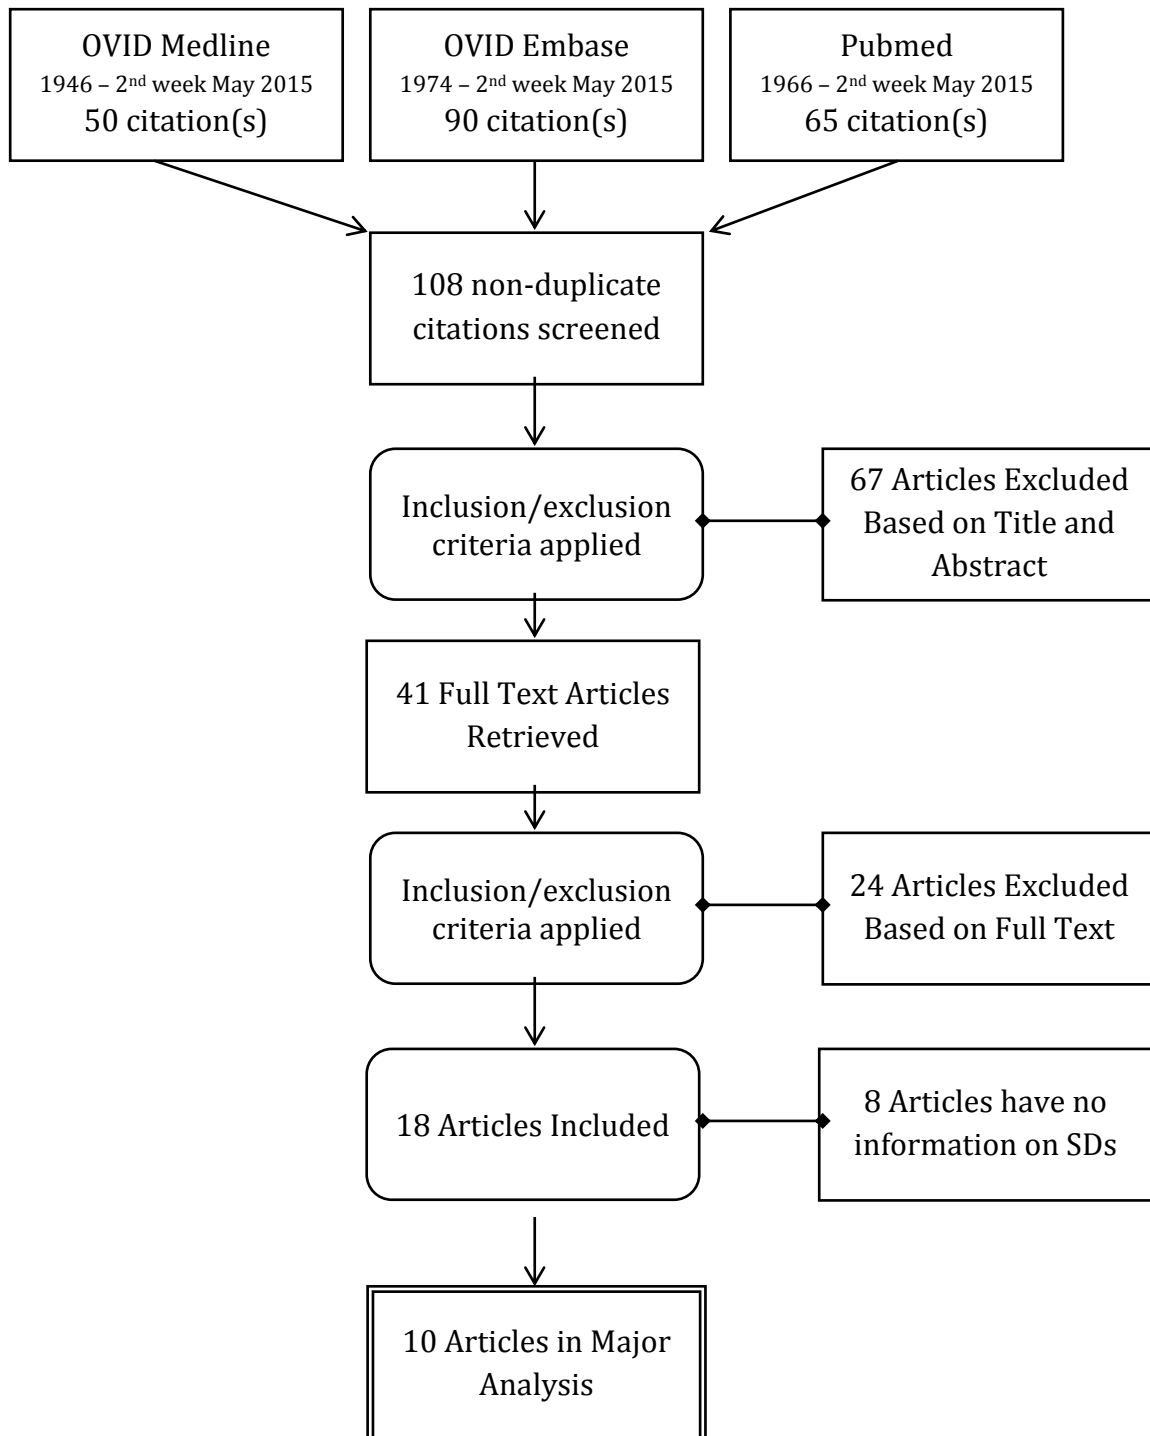 OVID Medline
1946 – 2nd week May 2015
50 citation(s)
OVID Embase
1974 – 2nd week May 2015
90 citation(s)
Pubmed
1966 – 2nd week May 2015
65 citation(s)
108 non-duplicate
citations screened
Inclusion/exclusion
criteria applied
67 Articles Excluded
Based on Title and
Abstract
41 Full Text Articles
Retrieved
Inclusion/exclusion
criteria applied
24 Articles Excluded
Based on Full Text
18 Articles Included
8 Articles have no
information on SDs
10 Articles in Major
Analysis